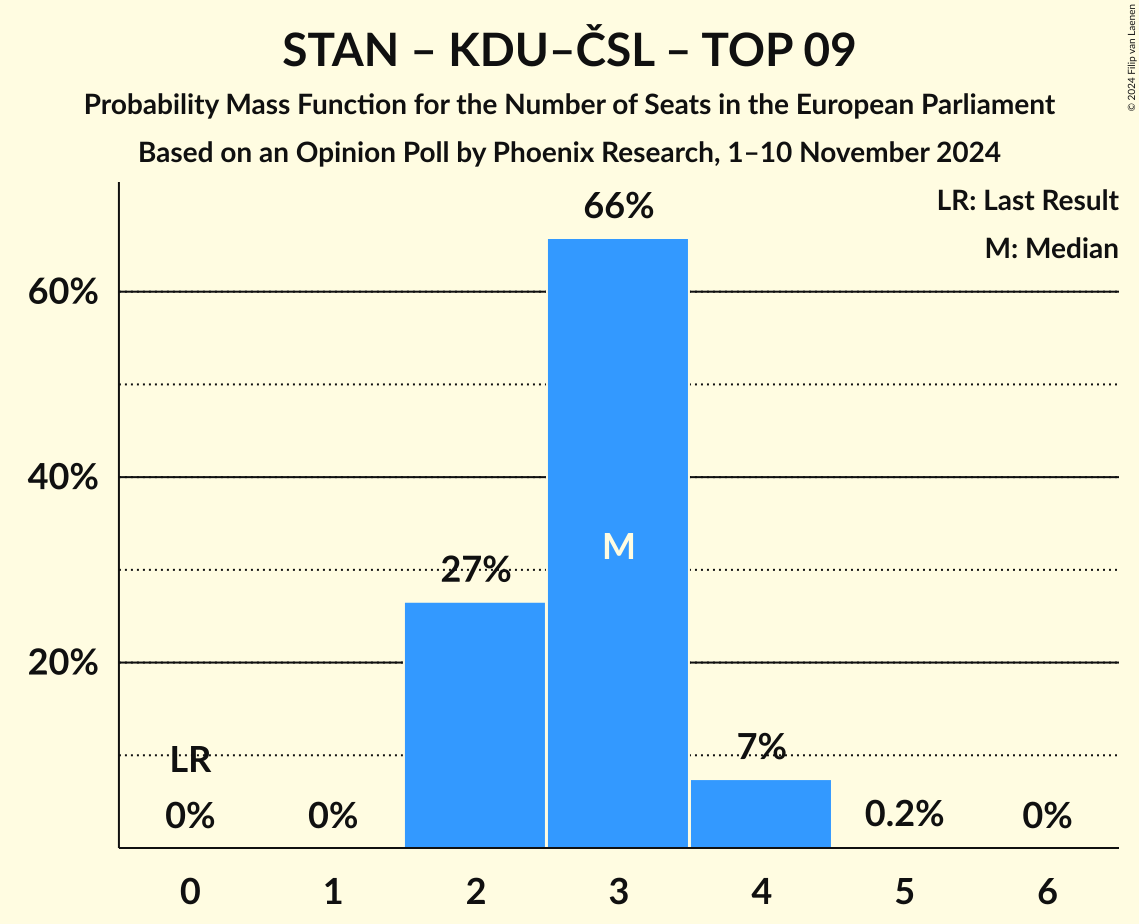 STAN – KDU–ČSL – TOP 09
Probability Mass Function for the Number of Seats in the European Parliament
Based on an Opinion Poll by Phoenix Research, 1–10 November 2024
© 2024 Filip van Laenen
LR: Last Result
M: Median
66%
60%
40%
M
27%
20%
LR
7%
0%
0%
0.2%
0%
0
1
2
3
4
5
6